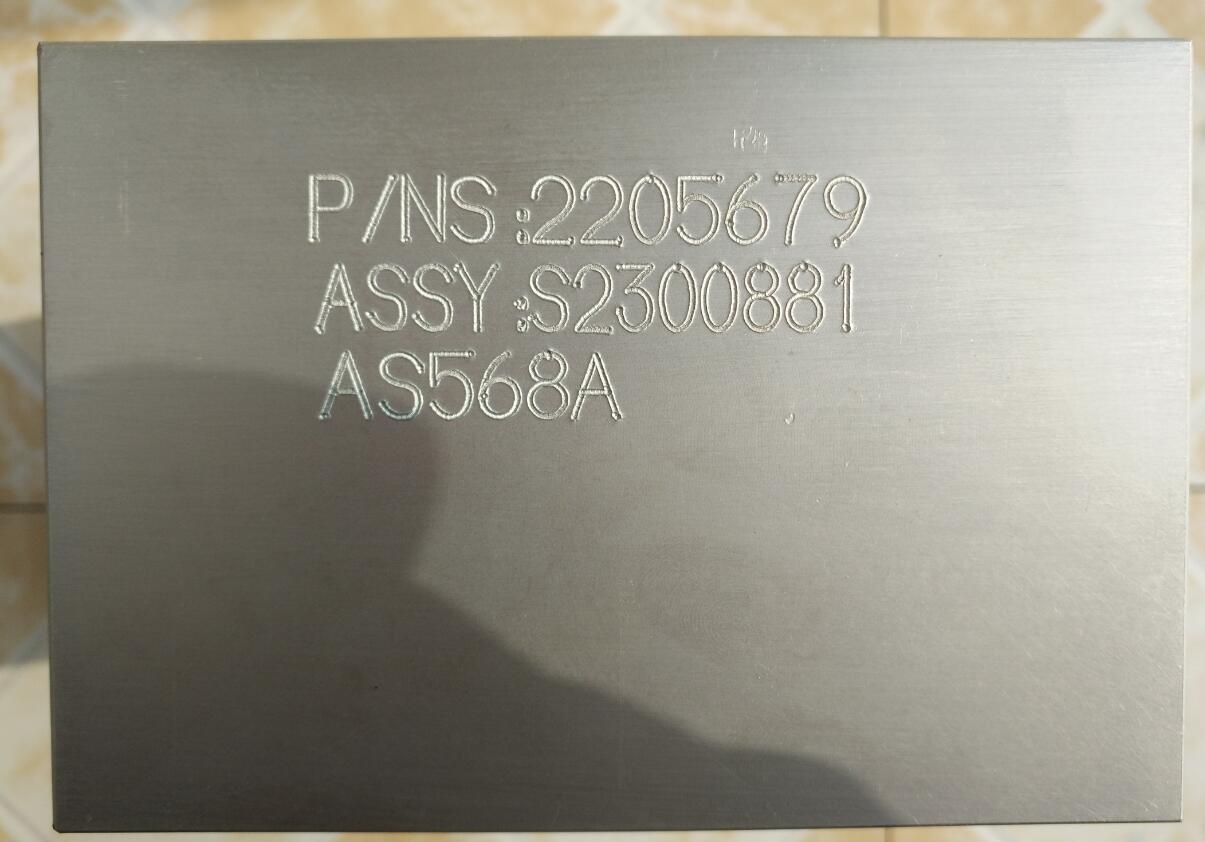 P/NS :2205679
ASSY :S2300881
AS568A